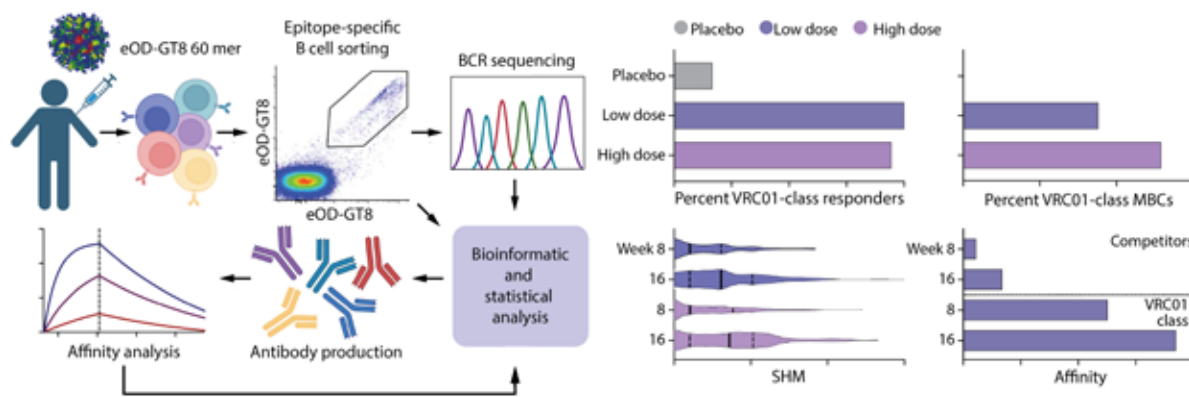 eOD-GT8 60 mer
Epitope-specific
B cell sorting
eOD-GT8
eOD-GT8
BCR sequencing
Bioinformatic
and
statistical
analysis
Antibody production
Affinity analysis
Placebo Low dose High dose
Placebo
Low dose
High dose
Percent VRC01-class responders
Percent VRC01-class MBCs
Week 8
16
8
16
SHM
Week 8
16
8
16
Competitors
VRC01
class
Affinity